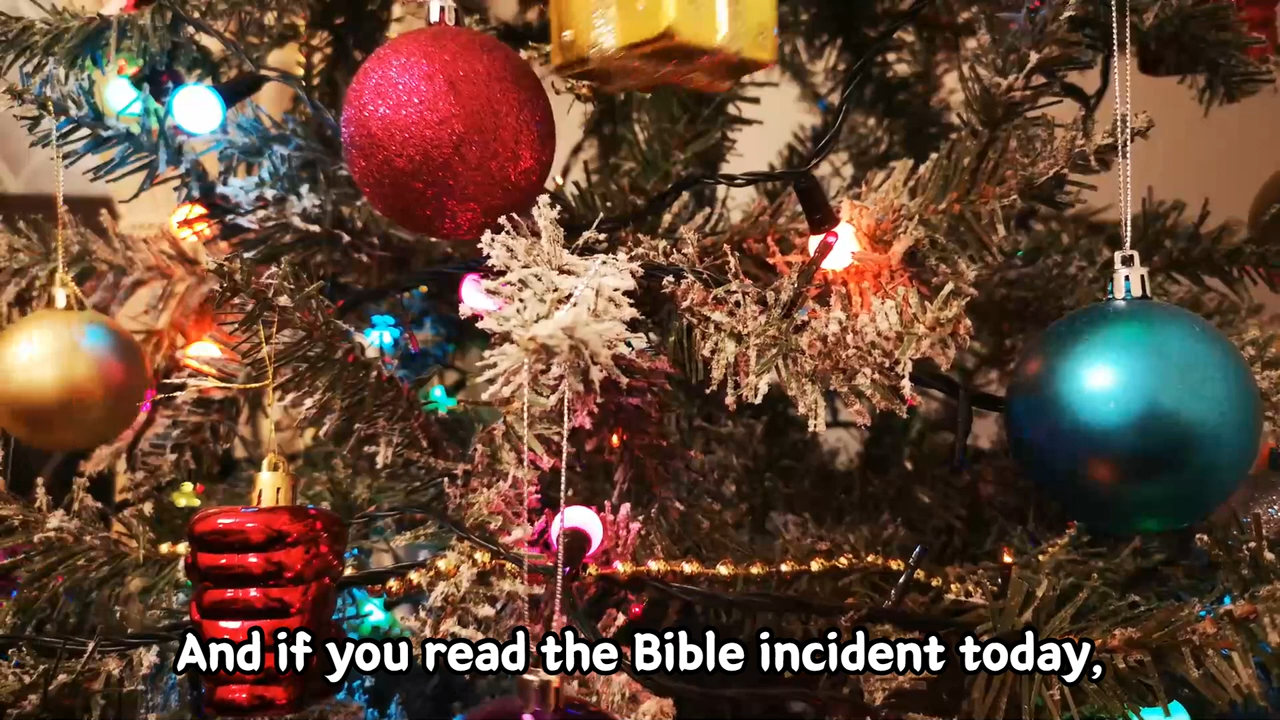 And if you read the Bible incident today,